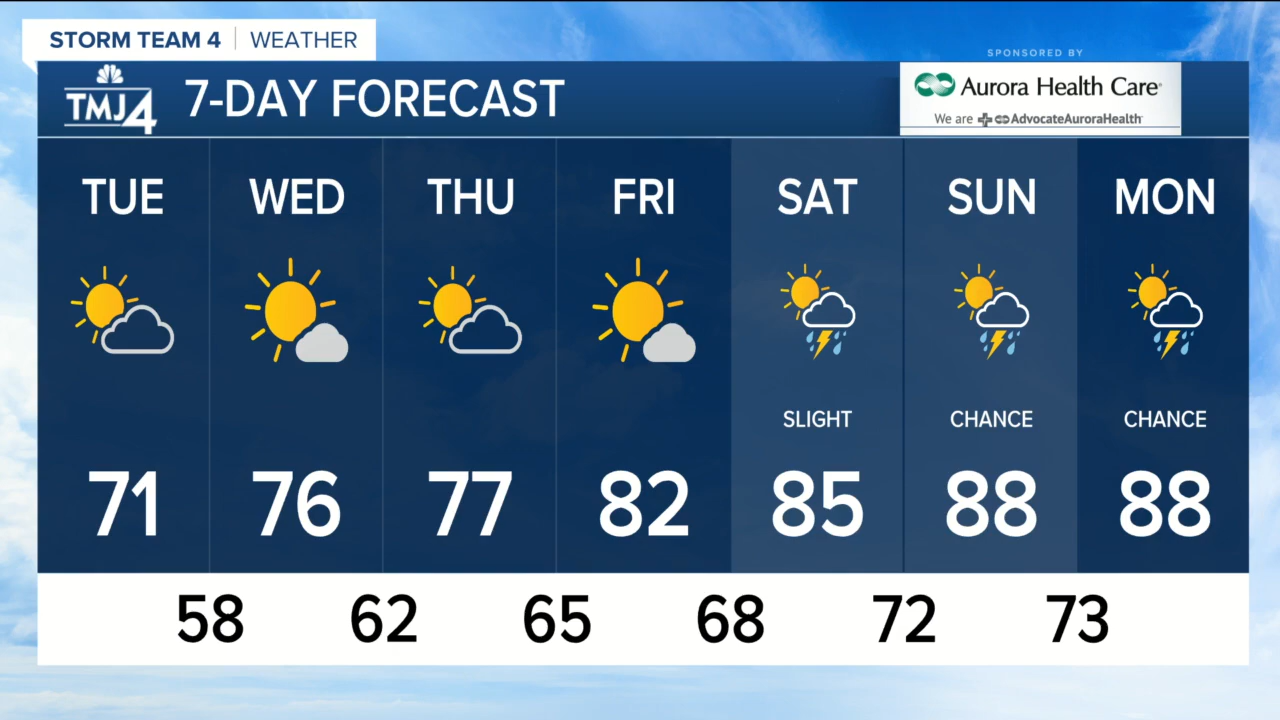 STORM TEAM 4 | WEATHER
SPONSORED BY
TMJ4
7-DAY FORECAST
Aurora Health Care®
We are AdvocateAuroraHealth
TUE WED THU FRI SAT SUN MON
SLIGHT CHANCE CHANCE
71 76 77 82 85 88 88
58 62 65 68 72 73